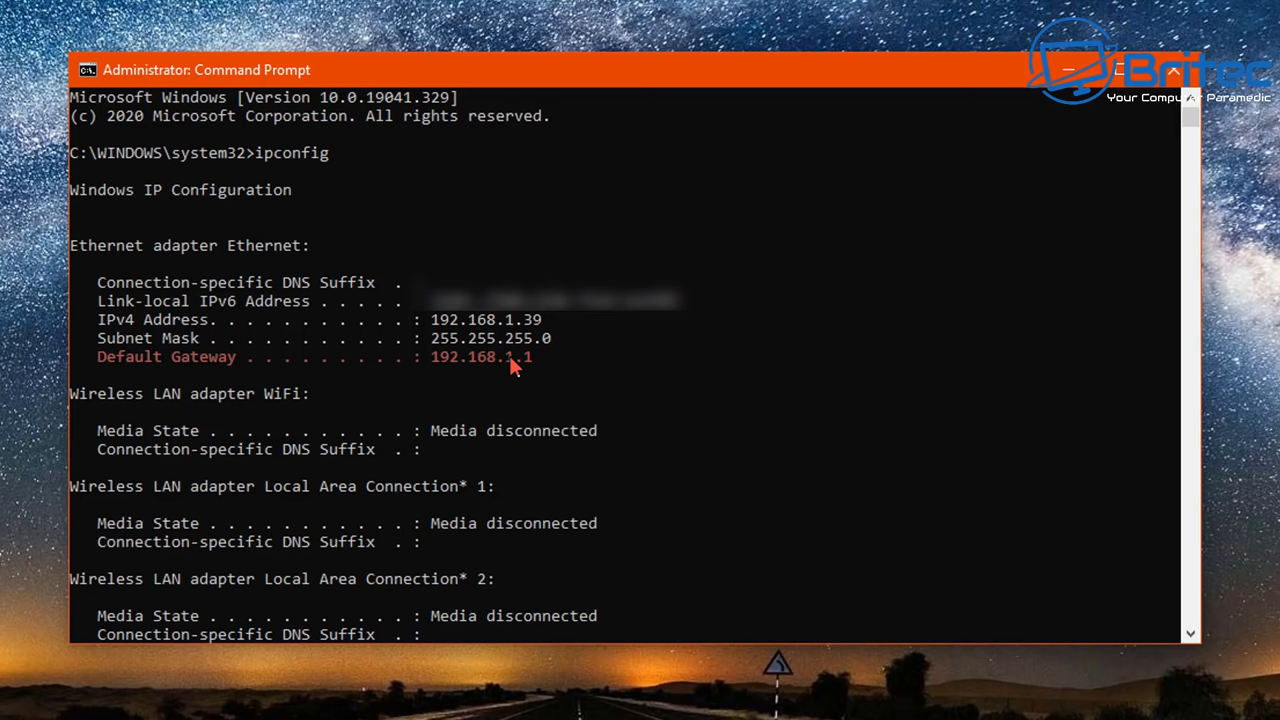 Britec
Your Computer Paramedic
Administrator: Command Prompt
Microsoft Windows [Version 10.0.19041.329]
(c) 2020 Microsoft Corporation. All rights reserved.
C:\WINDOWS\system32>ipconfig
Windows IP Configuration
Ethernet adapter Ethernet:
Connection-specific DNS Suffix  .
Link-local IPv6 Address . . . . .
IPv4 Address. . . . . . . . . . . : 192.168.1.39
Subnet Mask . . . . . . . . . . . : 255.255.255.0
Default Gateway . . . . . . . . . : 192.168.1.1
Wireless LAN adapter WiFi:
Media State . . . . . . . . . . . : Media disconnected
Connection-specific DNS Suffix  . :
Wireless LAN adapter Local Area Connection* 1:
Media State . . . . . . . . . . . : Media disconnected
Connection-specific DNS Suffix  . :
Wireless LAN adapter Local Area Connection* 2:
Media State . . . . . . . . . . . : Media disconnected
Connection-specific DNS Suffix  . :